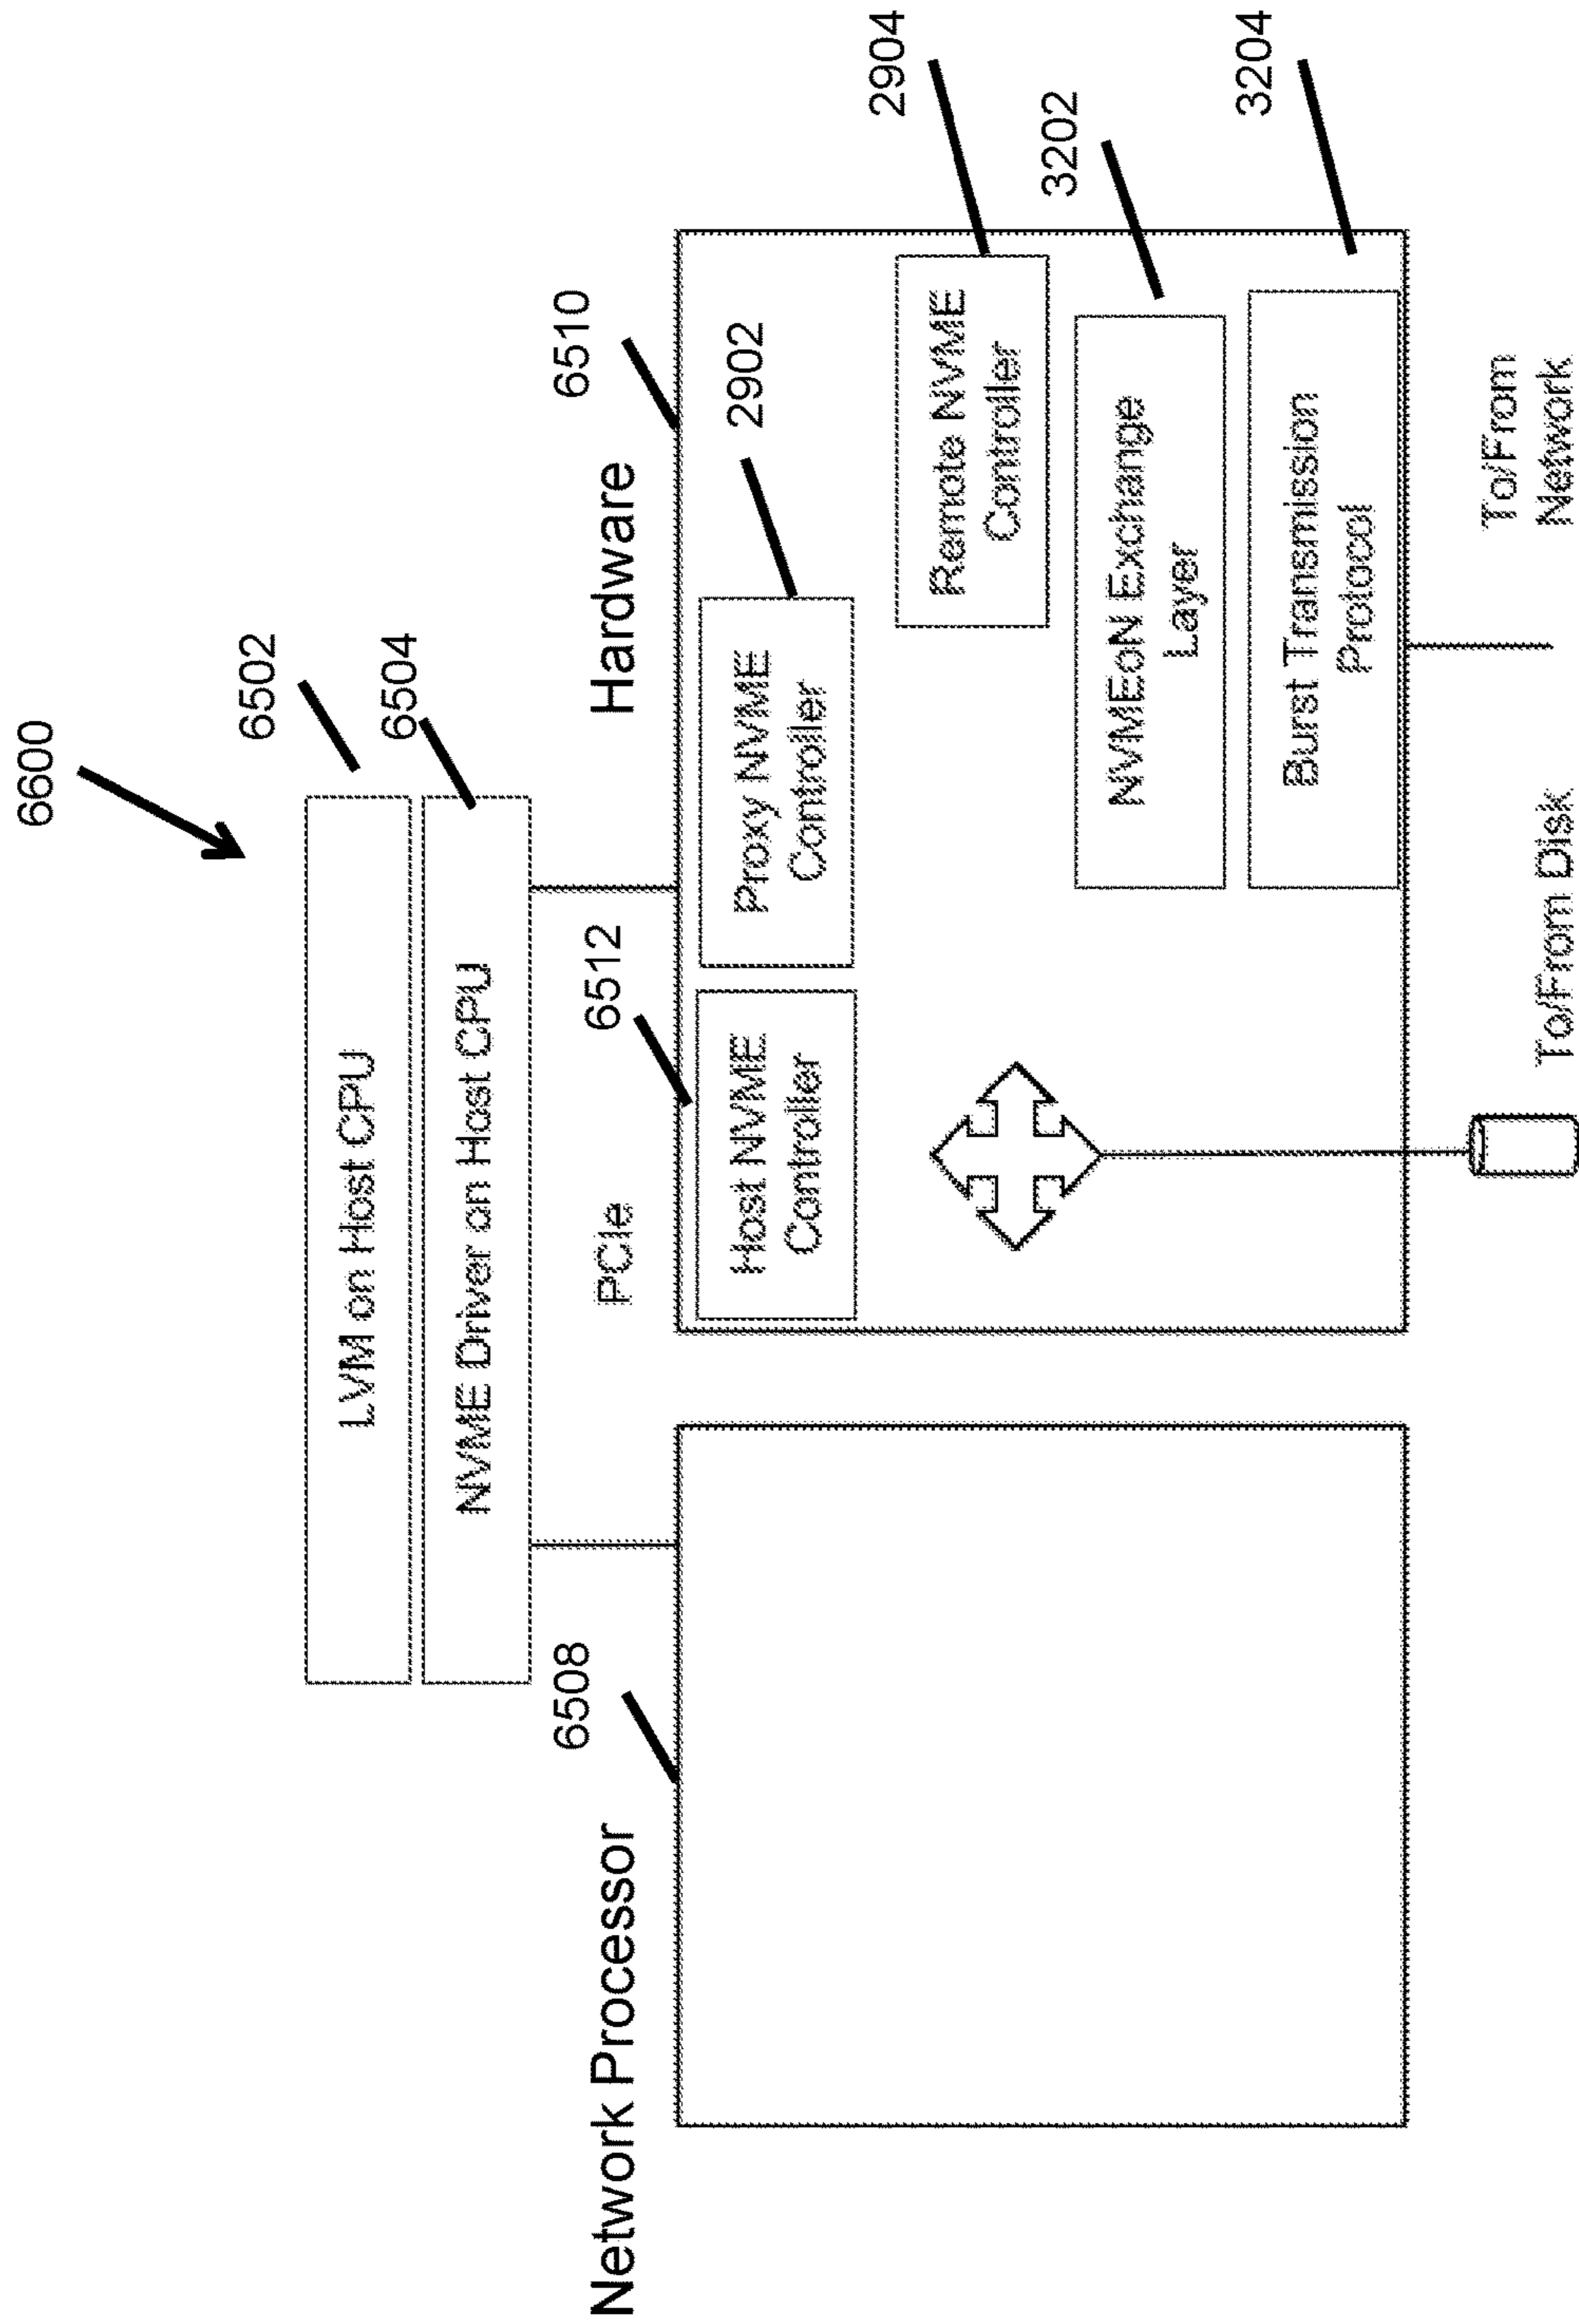 6600
6502
LVM on Host CPU
6504
NVME Driver on Host CPU
Network Processor
6508
PCIe
6512
Hardware
6510
Host NVME
Controller
Proxy NVME
Controller
2902
Remote NVME
Controller
2904
NVMEoN Exchange
Layer
3202
Burst Transmission
Protocol
3204
To/From Disk
To/From
Network